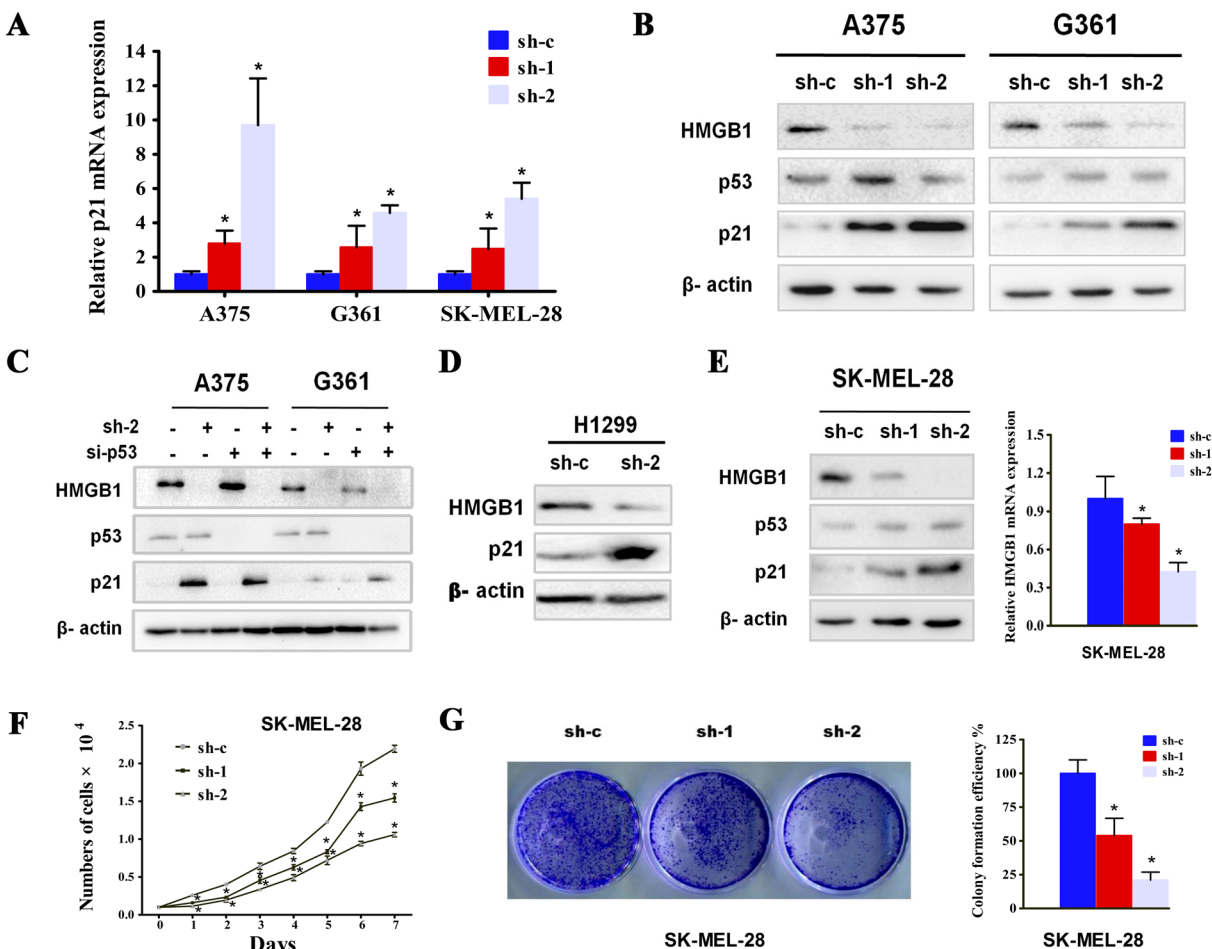 A
Relative p21 mRNA expression
14
12
10
8
6
4
2
0
sh-c
sh-1
sh-2
*
*
*
*
*
*
A375
G361
SK-MEL-28
B
A375
G361
sh-c sh-1 sh-2
sh-c sh-1 sh-2
HMGB1
p53
p21
β- actin
C
A375
G361
sh-2 - + - + - + - +
si-p53 - - + + - - + +
HMGB1
p53
p21
β- actin
D
H1299
sh-c sh-2
HMGB1
p21
β- actin
E
SK-MEL-28
sh-c sh-1 sh-2
HMGB1
p53
p21
β- actin
Relative HMGB1 mRNA expression
1.5
1.2
0.9
0.6
0.3
0.0
sh-c
sh-1
sh-2
*
*
SK-MEL-28
F
SK-MEL-28
Numbers of cells × 10 4
2.5
2.0
1.5
1.0
0.5
0.0
sh-c
sh-1
sh-2
* * * * * * *
* * * * * * *
0 1 2 3 4 5 6 7
Days
G
sh-c sh-1 sh-2
SK-MEL-28
Colony formation efficiency %
125
100
75
50
25
0
sh-c
sh-1
sh-2
*
*
SK-MEL-28